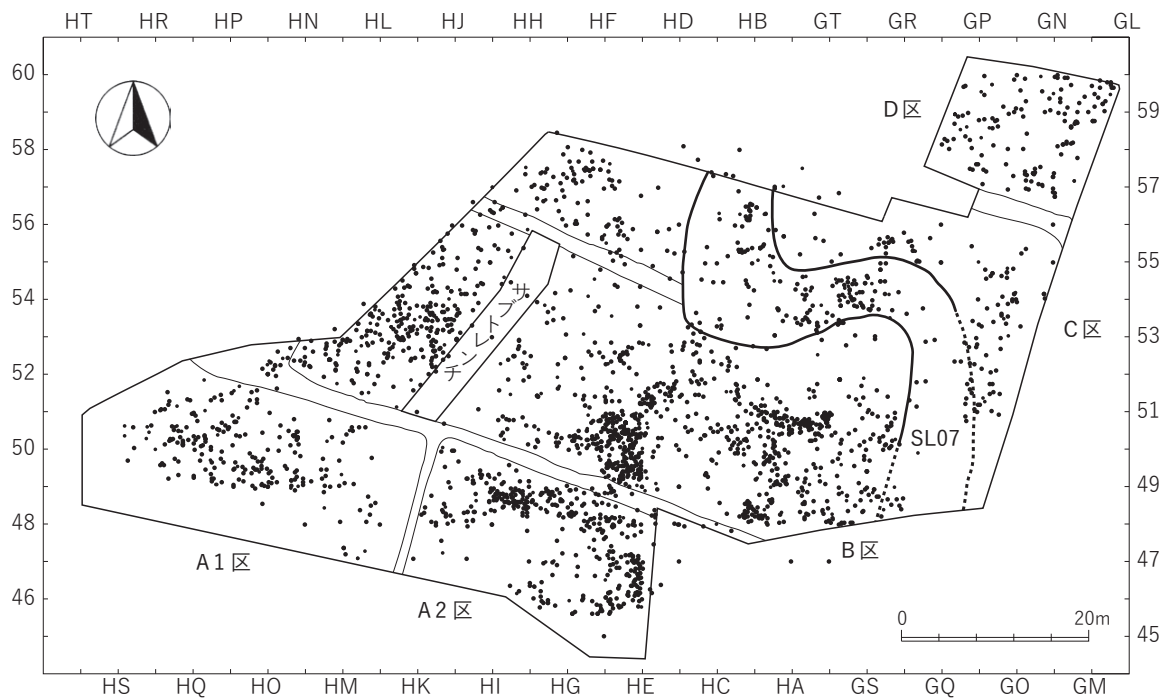 HT HR HP HN HL HJ HH HF HD HB GT GR GP GN GL
60
D区
59
58
57
56
55
54
サブトレンチ
C区
53
52
51
SL07
50
49
48
B区
A1区
47
A2区
46
0 20m
45
HS HQ HO HM HK HI HG HE HC HA GS GQ GO GM